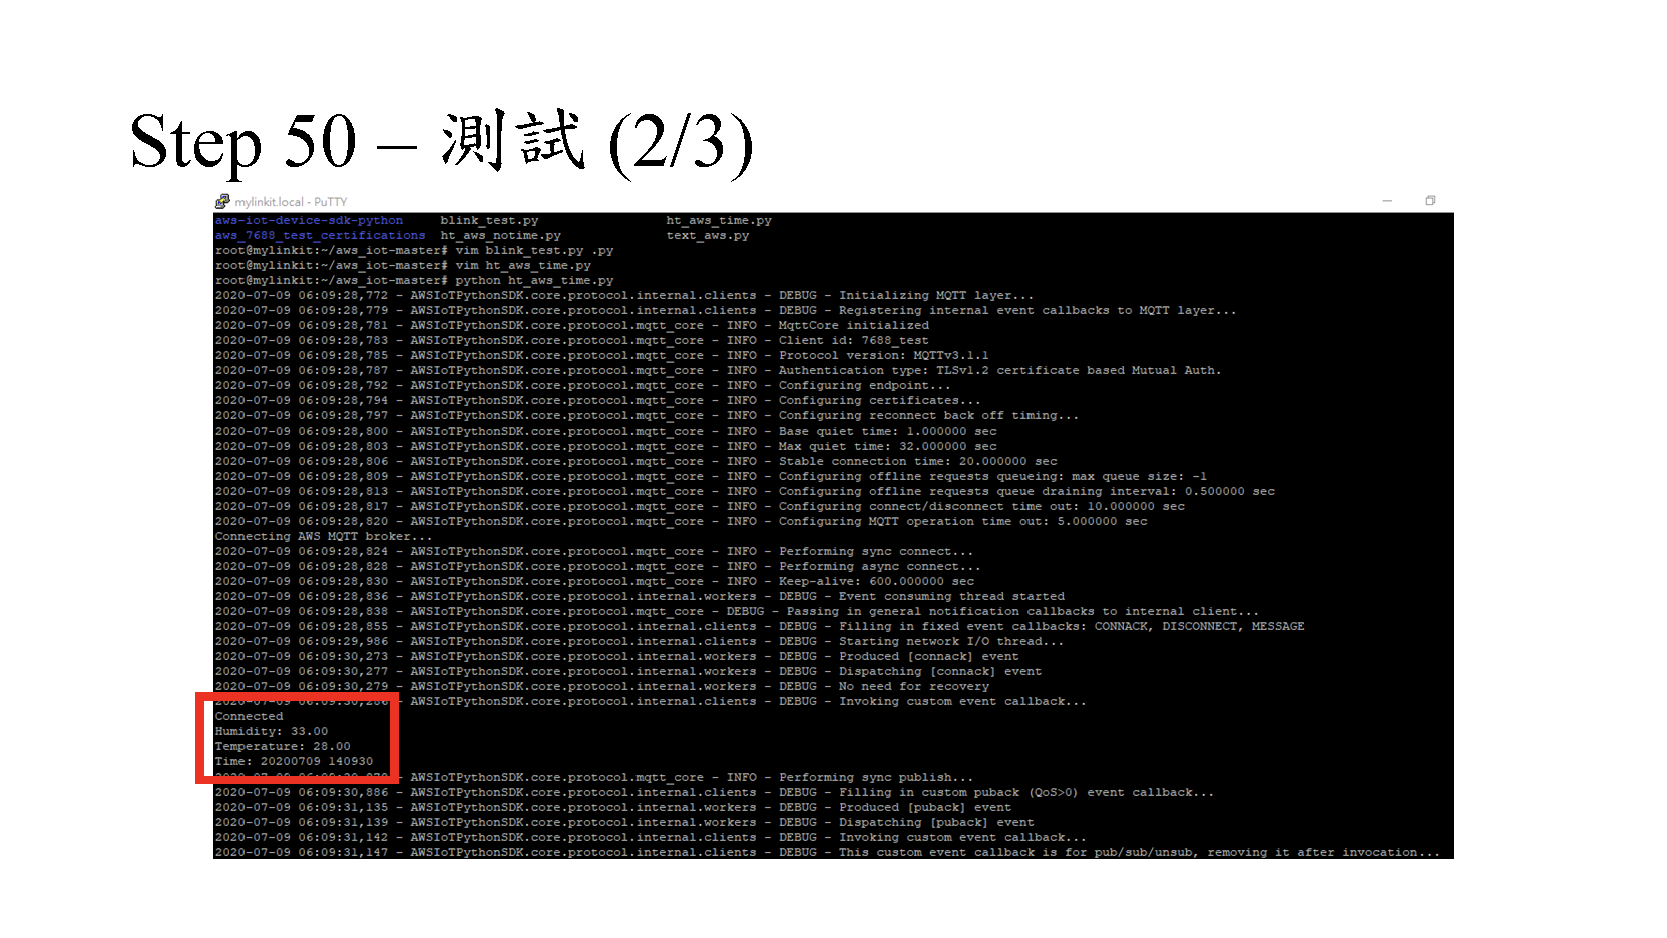 Step 50 – 測試 (2/3)
mylinkit.local - PuTTY
aws-iot-device-sdk-python blink_test.py ht_aws_time.py
aws_7688_test_certifications ht_aws_notime.py text_aws.py
root@mylinkit:~/aws_iot-master# vim blink_test.py .py
root@mylinkit:~/aws_iot-master# vim ht_aws_time.py
root@mylinkit:~/aws_iot-master# python ht_aws_time.py
2020-07-09 06:09:28,772 - AWSIoTPythonSDK.core.protocol.internal.clients - DEBUG - Initializing MQTT layer...
2020-07-09 06:09:28,779 - AWSIoTPythonSDK.core.protocol.internal.clients - DEBUG - Registering internal event callbacks to MQTT layer...
2020-07-09 06:09:28,781 - AWSIoTPythonSDK.core.protocol.mqtt_core - INFO - MqttCore initialized
2020-07-09 06:09:28,783 - AWSIoTPythonSDK.core.protocol.mqtt_core - INFO - Client id: 7688_test
2020-07-09 06:09:28,785 - AWSIoTPythonSDK.core.protocol.mqtt_core - INFO - Protocol version: MQTTv3.1.1
2020-07-09 06:09:28,787 - AWSIoTPythonSDK.core.protocol.mqtt_core - INFO - Authentication type: TLSv1.2 certificate based Mutual Auth.
2020-07-09 06:09:28,792 - AWSIoTPythonSDK.core.protocol.mqtt_core - INFO - Configuring endpoint...
2020-07-09 06:09:28,794 - AWSIoTPythonSDK.core.protocol.mqtt_core - INFO - Configuring certificates...
2020-07-09 06:09:28,797 - AWSIoTPythonSDK.core.protocol.mqtt_core - INFO - Configuring reconnect back off timing...
2020-07-09 06:09:28,800 - AWSIoTPythonSDK.core.protocol.mqtt_core - INFO - Base quiet time: 1.000000 sec
2020-07-09 06:09:28,803 - AWSIoTPythonSDK.core.protocol.mqtt_core - INFO - Max quiet time: 32.000000 sec
2020-07-09 06:09:28,806 - AWSIoTPythonSDK.core.protocol.mqtt_core - INFO - Stable connection time: 20.000000 sec
2020-07-09 06:09:28,809 - AWSIoTPythonSDK.core.protocol.mqtt_core - INFO - Configuring offline requests queueing: max queue size: -1
2020-07-09 06:09:28,813 - AWSIoTPythonSDK.core.protocol.mqtt_core - INFO - Configuring offline requests queue draining interval: 0.500000 sec
2020-07-09 06:09:28,817 - AWSIoTPythonSDK.core.protocol.mqtt_core - INFO - Configuring connect/disconnect time out: 10.000000 sec
2020-07-09 06:09:28,820 - AWSIoTPythonSDK.core.protocol.mqtt_core - INFO - Configuring MQTT operation time out: 5.000000 sec
Connecting AWS MQTT broker...
2020-07-09 06:09:28,824 - AWSIoTPythonSDK.core.protocol.mqtt_core - INFO - Performing sync connect...
2020-07-09 06:09:28,828 - AWSIoTPythonSDK.core.protocol.mqtt_core - INFO - Performing async connect...
2020-07-09 06:09:28,830 - AWSIoTPythonSDK.core.protocol.mqtt_core - INFO - Keep-alive: 600.000000 sec
2020-07-09 06:09:28,836 - AWSIoTPythonSDK.core.protocol.internal.workers - DEBUG - Event consuming thread started
2020-07-09 06:09:28,838 - AWSIoTPythonSDK.core.protocol.mqtt_core - DEBUG - Passing in general notification callbacks to internal client...
2020-07-09 06:09:28,855 - AWSIoTPythonSDK.core.protocol.internal.clients - DEBUG - Filling in fixed event callbacks: CONNACK, DISCONNECT, MESSAGE
2020-07-09 06:09:29,986 - AWSIoTPythonSDK.core.protocol.internal.clients - DEBUG - Starting network I/O thread...
2020-07-09 06:09:30,273 - AWSIoTPythonSDK.core.protocol.internal.workers - DEBUG - Produced [connack] event
2020-07-09 06:09:30,277 - AWSIoTPythonSDK.core.protocol.internal.workers - DEBUG - Dispatching [connack] event
2020-07-09 06:09:30,279 - AWSIoTPythonSDK.core.protocol.internal.workers - DEBUG - No need for recovery
- AWSIoTPythonSDK.core.protocol.internal.clients - DEBUG - Invoking custom event callback...
Connected
Humidity: 33.00
Temperature: 28.00
Time: 20200709 140930
- AWSIoTPythonSDK.core.protocol.mqtt_core - INFO - Performing sync publish...
2020-07-09 06:09:30,886 - AWSIoTPythonSDK.core.protocol.internal.clients - DEBUG - Filling in custom puback (QoS>0) event callback...
2020-07-09 06:09:31,135 - AWSIoTPythonSDK.core.protocol.internal.workers - DEBUG - Produced [puback] event
2020-07-09 06:09:31,139 - AWSIoTPythonSDK.core.protocol.internal.workers - DEBUG - Dispatching [puback] event
2020-07-09 06:09:31,142 - AWSIoTPythonSDK.core.protocol.internal.clients - DEBUG - Invoking custom event callback...
2020-07-09 06:09:31,147 - AWSIoTPythonSDK.core.protocol.internal.clients - DEBUG - This custom event callback is for pub/sub/unsub, removing it after invocation...